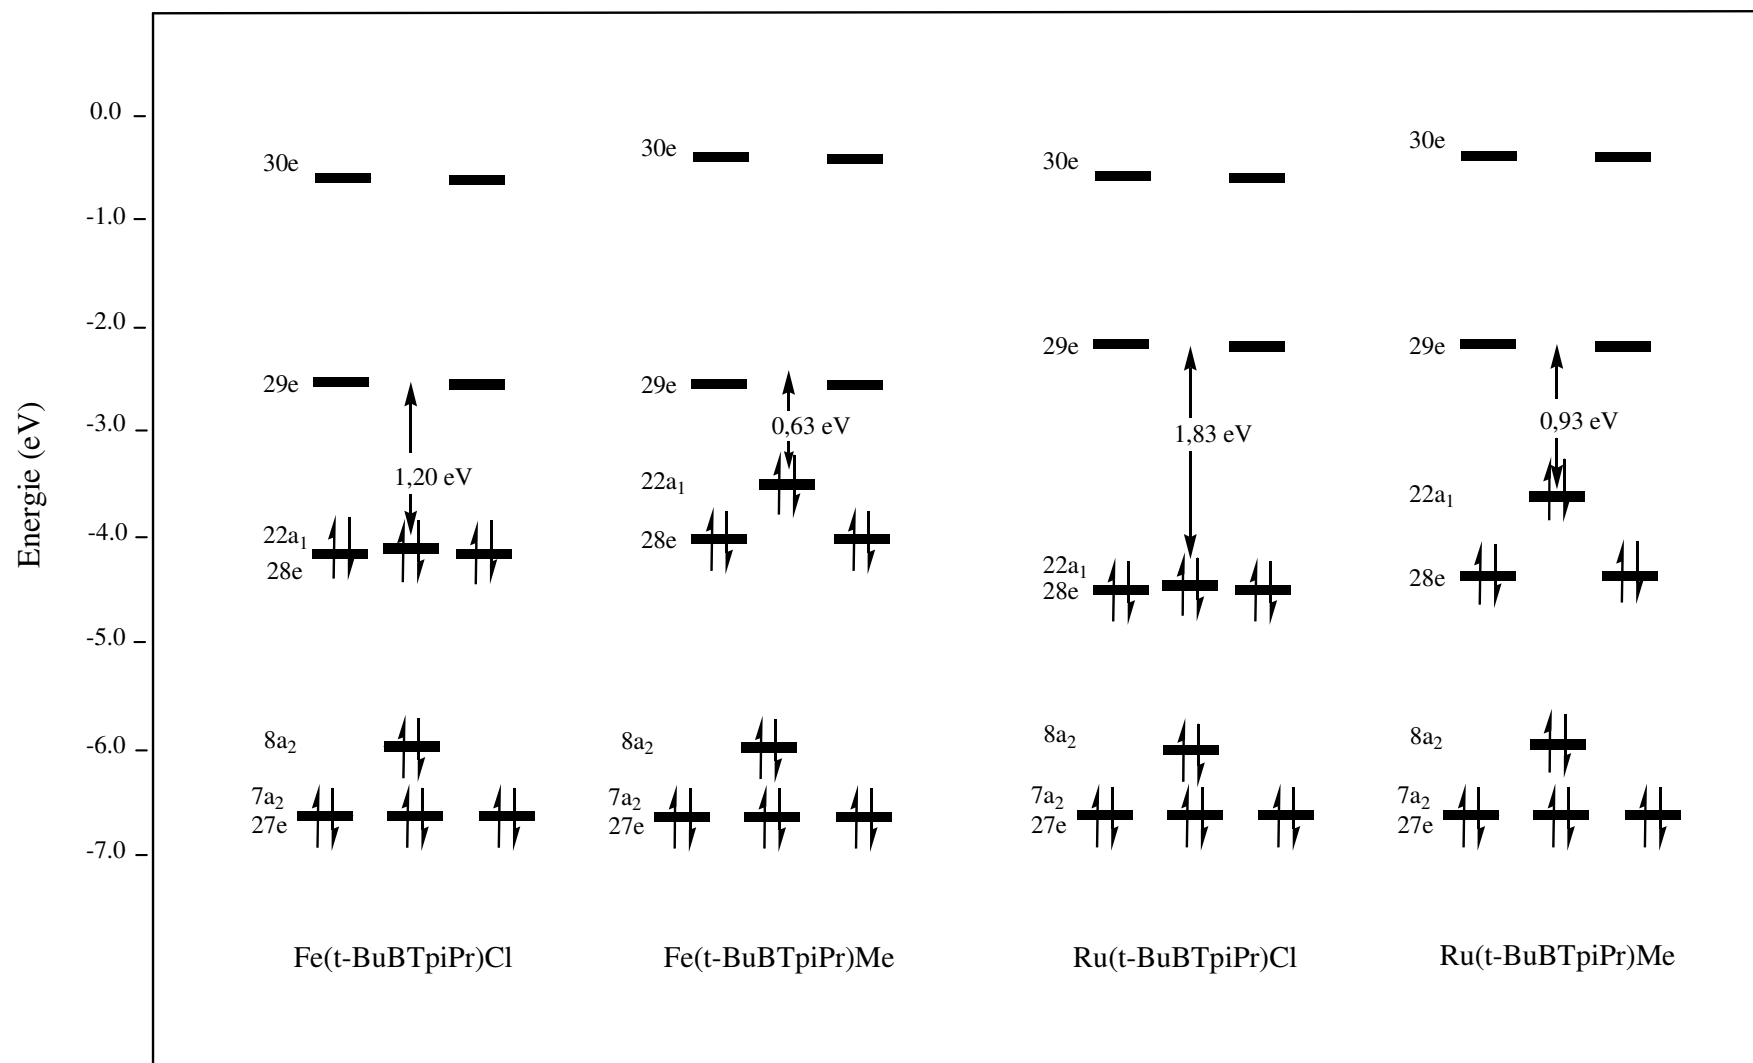 Energie (eV)
0.0
-1.0
-2.0
-3.0
-4.0
-5.0
-6.0
-7.0
30e
29e
1,20 eV
22a1
28e
8a2
7a2
27e
Fe(t-BuBTpiPr)Cl
30e
29e
0,63 eV
22a1
28e
8a2
7a2
27e
Fe(t-BuBTpiPr)Me
30e
29e
1,83 eV
22a1
28e
8a2
7a2
27e
Ru(t-BuBTpiPr)Cl
30e
29e
0,93 eV
22a1
28e
8a2
7a2
27e
Ru(t-BuBTpiPr)Me